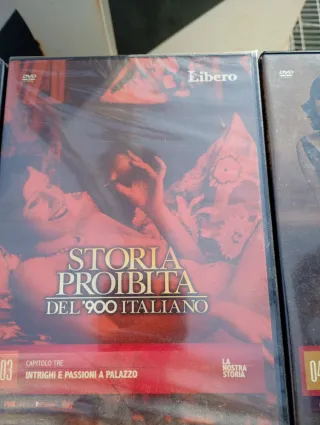 DVD
Libero
STORIA
PROIBITA
DEL '900 ITALIANO
03
CAPITOLO TRE
INTRIGHI E PASSIONI A PALAZZO
LA
NOSTRA
STORIA
DVD
04